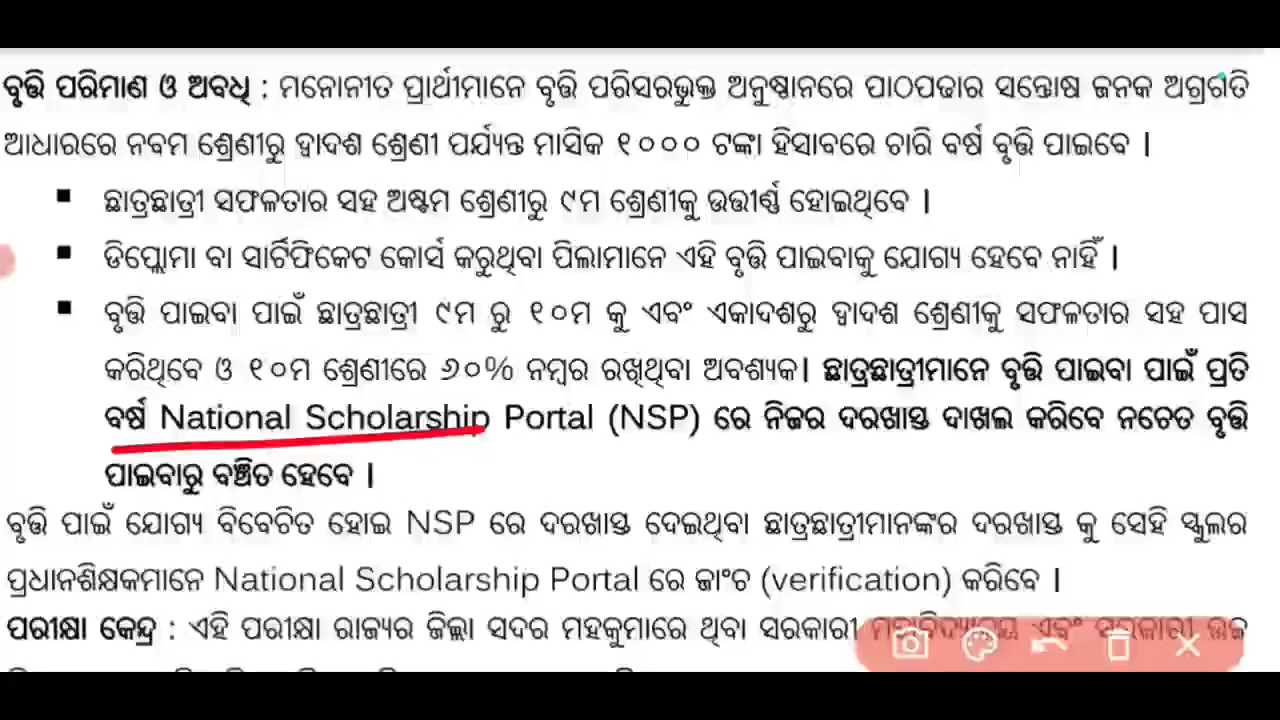 ବୃତ୍ତି ପରିମାଣ ଓ ଅବଧି : ମନୋନୀତ ପ୍ରାର୍ଥୀମାନେ ବୃତ୍ତି ପରିସରଭୁକ୍ତ ଅନୁଷ୍ଠାନରେ ପାଠପଢାର ସନ୍ତୋଷ ଜନକ ଅଗ୍ରଗତି
ଆଧାରରେ ନବମ ଶ୍ରେଣୀରୁ ଦ୍ୱାଦଶ ଶ୍ରେଣୀ ପର୍ଯ୍ୟନ୍ତ ମାସିକ ୧୦୦୦ ଟଙ୍କା ହିସାବରେ ଚାରି ବର୍ଷ ବୃତ୍ତି ପାଇବେ ।
▪ ଛାତ୍ରଛାତ୍ରୀ ସଫଳତାର ସହ ଅଷ୍ଟମ ଶ୍ରେଣୀରୁ ୯ମ ଶ୍ରେଣୀକୁ ଉତ୍ତୀର୍ଣ୍ଣ ହୋଇଥିବେ ।
▪ ଡିପ୍ଲୋମା ବା ସାର୍ଟିଫିକେଟ କୋର୍ସ କରୁଥିବା ପିଲାମାନେ ଏହି ବୃତ୍ତି ପାଇବାକୁ ଯୋଗ୍ୟ ହେବେ ନାହିଁ ।
▪ ବୃତ୍ତି ପାଇବା ପାଇଁ ଛାତ୍ରଛାତ୍ରୀ ୯ମ ରୁ ୧୦ମ କୁ ଏବଂ ଏକାଦଶରୁ ଦ୍ୱାଦଶ ଶ୍ରେଣୀକୁ ସଫଳତାର ସହ ପାସ
କରିଥିବେ ଓ ୧୦ମ ଶ୍ରେଣୀରେ ୬୦% ନମ୍ବର ରଖିଥିବା ଅବଶ୍ୟକ। ଛାତ୍ରଛାତ୍ରୀମାନେ ବୃତ୍ତି ପାଇବା ପାଇଁ ପ୍ରତି
ବର୍ଷ National Scholarship Portal (NSP) ରେ ନିଜର ଦରଖାସ୍ତ ଦାଖଲ କରିବେ ନଚେତ ବୃତ୍ତି
ପାଇବାରୁ ବଞ୍ଚିତ ହେବେ ।
ବୃତ୍ତି ପାଇଁ ଯୋଗ୍ୟ ବିବେଚିତ ହୋଇ NSP ରେ ଦରଖାସ୍ତ ଦେଇଥିବା ଛାତ୍ରଛାତ୍ରୀମାନଙ୍କର ଦରଖାସ୍ତ କୁ ସେହି ସ୍କୁଲର
ପ୍ରଧାନଶିକ୍ଷକମାନେ National Scholarship Portal ରେ ଜାଂଚ (verification) କରିବେ ।
ପରୀକ୍ଷା କେନ୍ଦ୍ର : ଏହି ପରୀକ୍ଷା ରାଜ୍ୟର ଜିଲ୍ଲା ସଦର ମହକୁମାରେ ଥିବା ସରକାରୀ ଏବଂ ସରକାରୀ ଉଚ୍ଚ